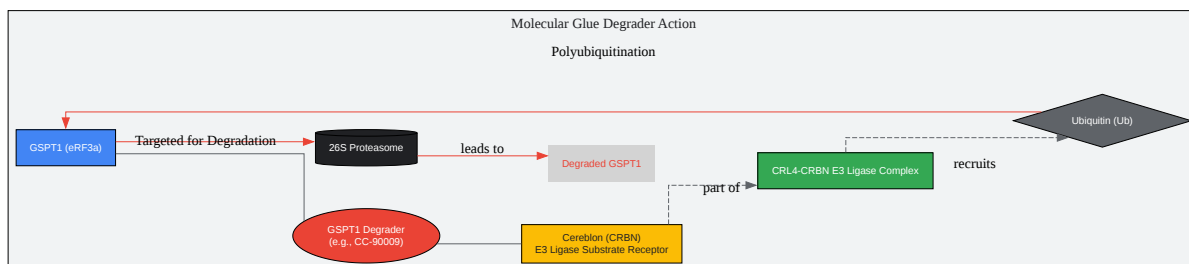 Molecular Glue Degrader Action
Polyubiquitination
Ubiquitin (Ub)
GSPT1 (eRF3a)
Targeted for Degradation
26S Proteasome
leads to
Degraded GSPT1
CRL4-CRBN E3 Ligase Complex
recruits
part of
GSPT1 Degrader
(e.g., CC-90009)
Cereblon (CRBN)
E3 Ligase Substrate Receptor